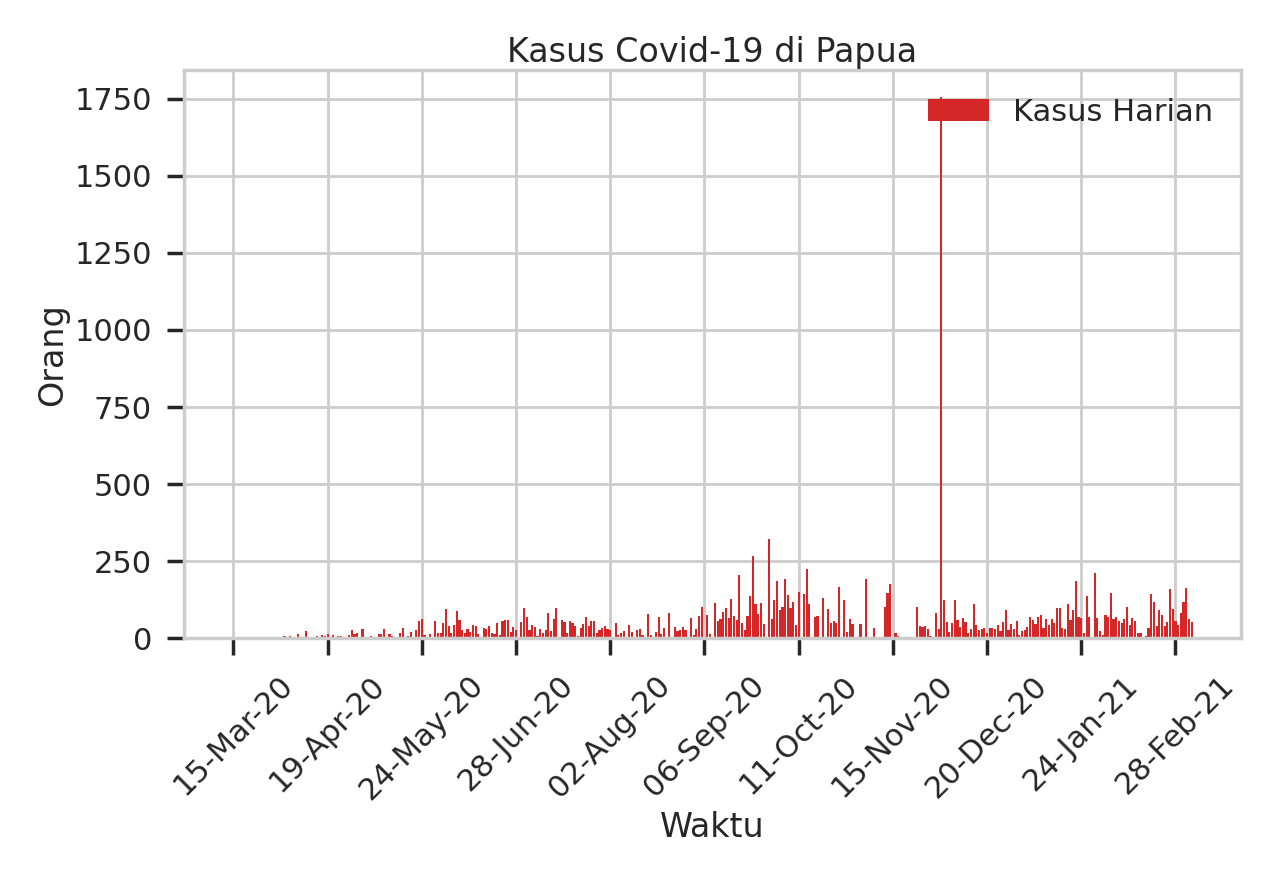 Kasus Covid-19 di Papua
Kasus Harian
Orang
1750
1500
1250
1000
750
500
250
0
15-Mar-20
19-Apr-20
24-May-20
28-Jun-20
02-Aug-20
06-Sep-20
11-Oct-20
15-Nov-20
20-Dec-20
24-Jan-21
28-Feb-21
Waktu